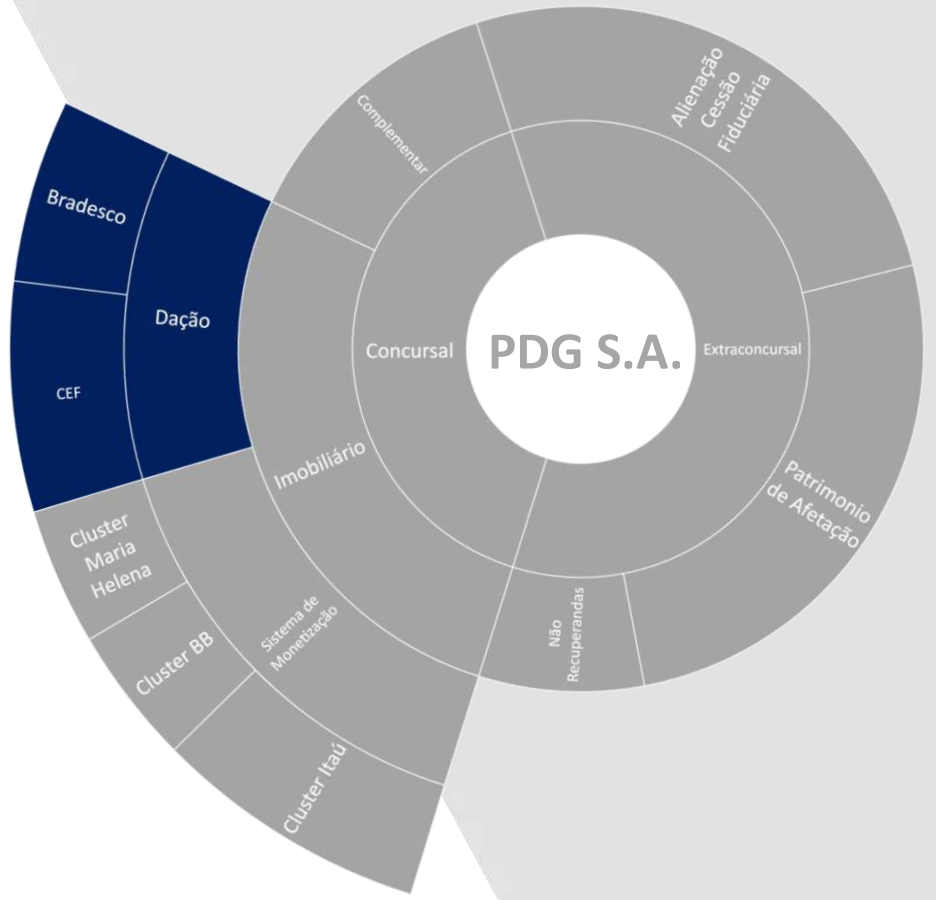 Alienação
Cessão
Fiduciária
Complementar
Bradesco
Dação
CEF
Concursal
PDG S.A.
Extraconcursal
Imobiliário
Patrimonio
de Afetação
Cluster
Maria
Helena
Sistema de
Monetização
Não
Recuperandas
Cluster BB
Cluster Itaú